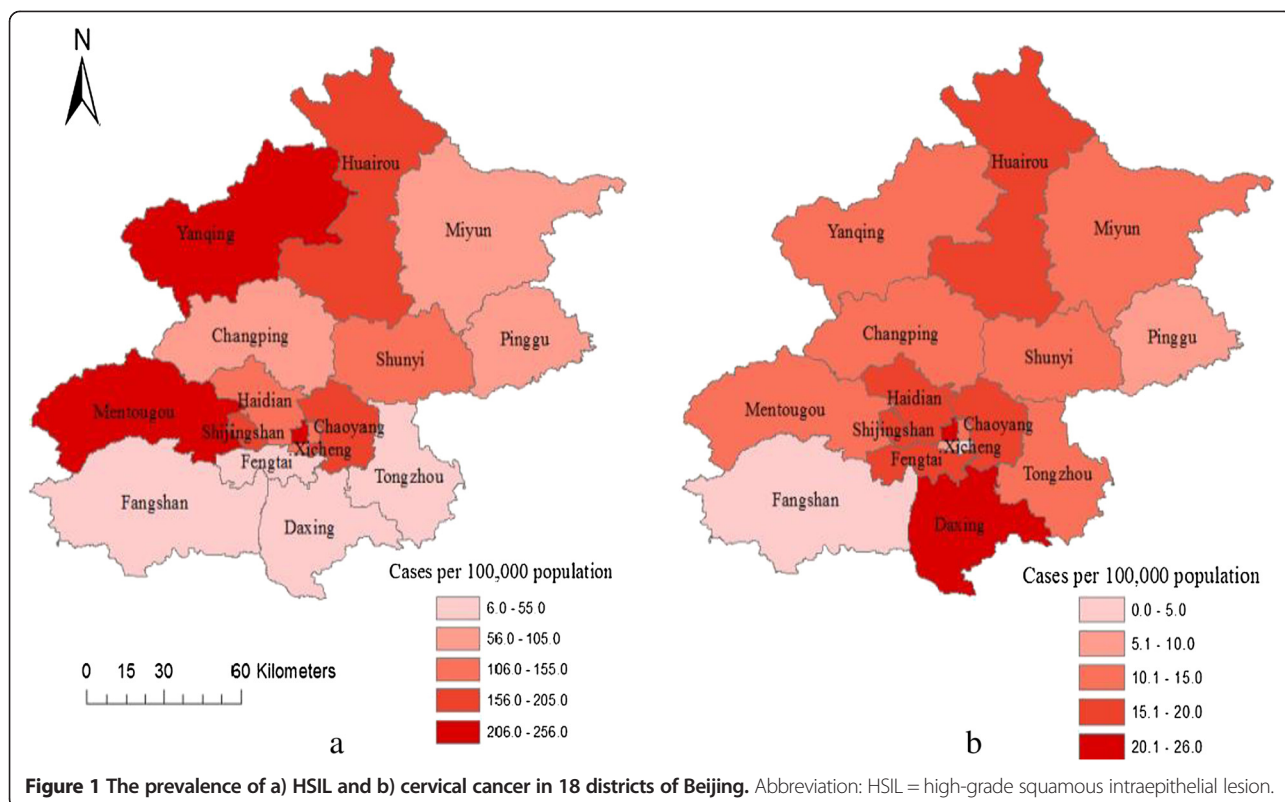 N
Huairou
Yanqing
Miyun
Changping
Shunyi
Pinggu
Mentougou
Haidian
Shijingshan
Chaoyang
Xicheng
Fengtai
Tongzhou
Fangshan
Daxing
Cases per 100,000 population
6.0 - 55.0
56.0 - 105.0
106.0 - 155.0
156.0 - 205.0
206.0 - 256.0
0 15 30 60 Kilometers
a
Huairou
Yanqing
Miyun
Changping
Shunyi
Pinggu
Mentougou
Haidian
Shijingshan
Chaoyang
Xicheng
Fengtai
Tongzhou
Fangshan
Daxing
Cases per 100,000 population
0.0 - 5.0
5.1 - 10.0
10.1 - 15.0
15.1 - 20.0
20.1 - 26.0
b
Figure 1 The prevalence of a) HSIL and b) cervical cancer in 18 districts of Beijing. Abbreviation: HSIL = high-grade squamous intraepithelial lesion.